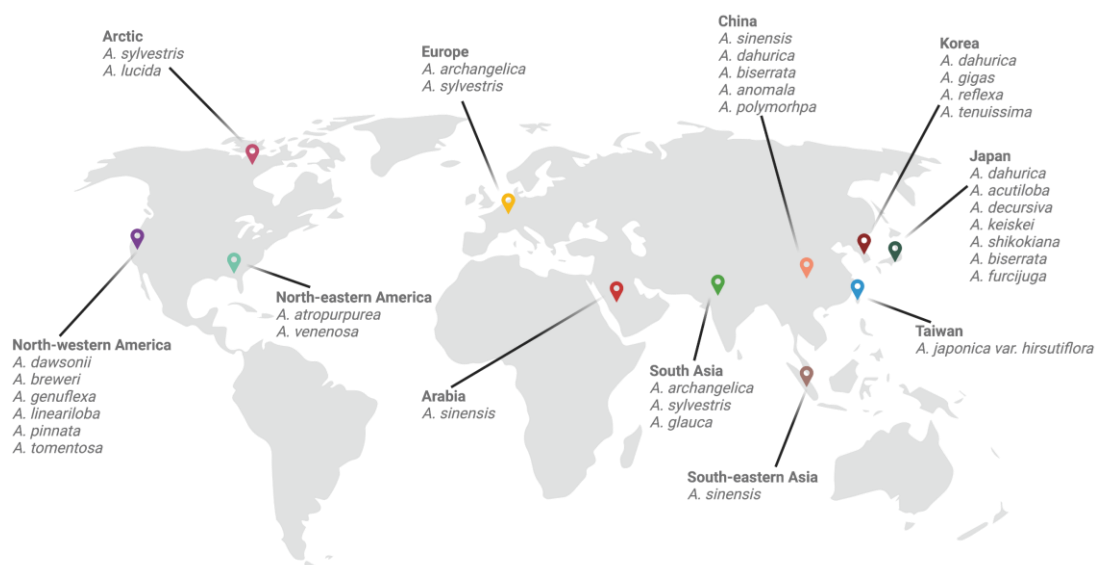 Arctic
A. sylvestris
A. lucida
Europe
A. archangelica
A. sylvestris
China
A. sinensis
A. dahurica
A. biserrata
A. anomala
A. polymorhpa
Korea
A. dahurica
A. gigas
A. reflexa
A. tenuissima
Japan
A. dahurica
A. acutiloba
A. decursiva
A. keiskei
A. shikokiana
A. biserrata
A. furcijuga
North-eastern America
A. atropurpurea
A. venenosa
North-western America
A. dawsonii
A. breweri
A. genuflexa
A. lineariloba
A. pinnata
A. tomentosa
Arabia
A. sinensis
South Asia
A. archangelica
A. sylvestris
A. glauca
Taiwan
A. japonica var. hirsutiflora
South-eastern Asia
A. sinensis